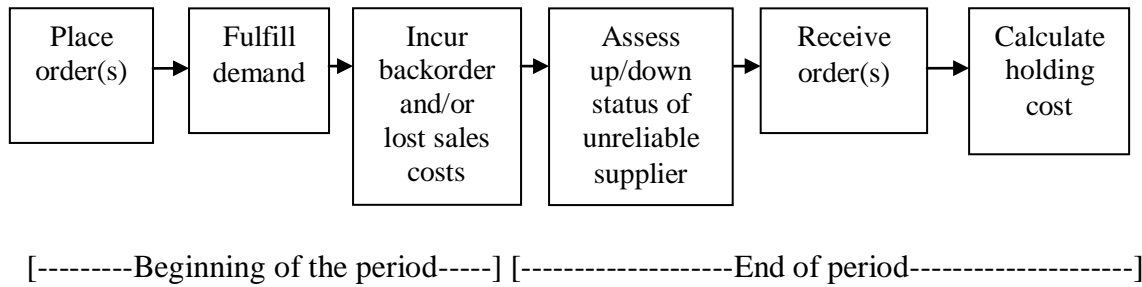 Place
order(s)
Fulfill
demand
Incur
backorder
and/or
lost sales
costs
Assess
up/down
status of
unreliable
supplier
Receive
order(s)
Calculate
holding
cost
[---------Beginning of the period-----] [-------------------End of period----------------------]